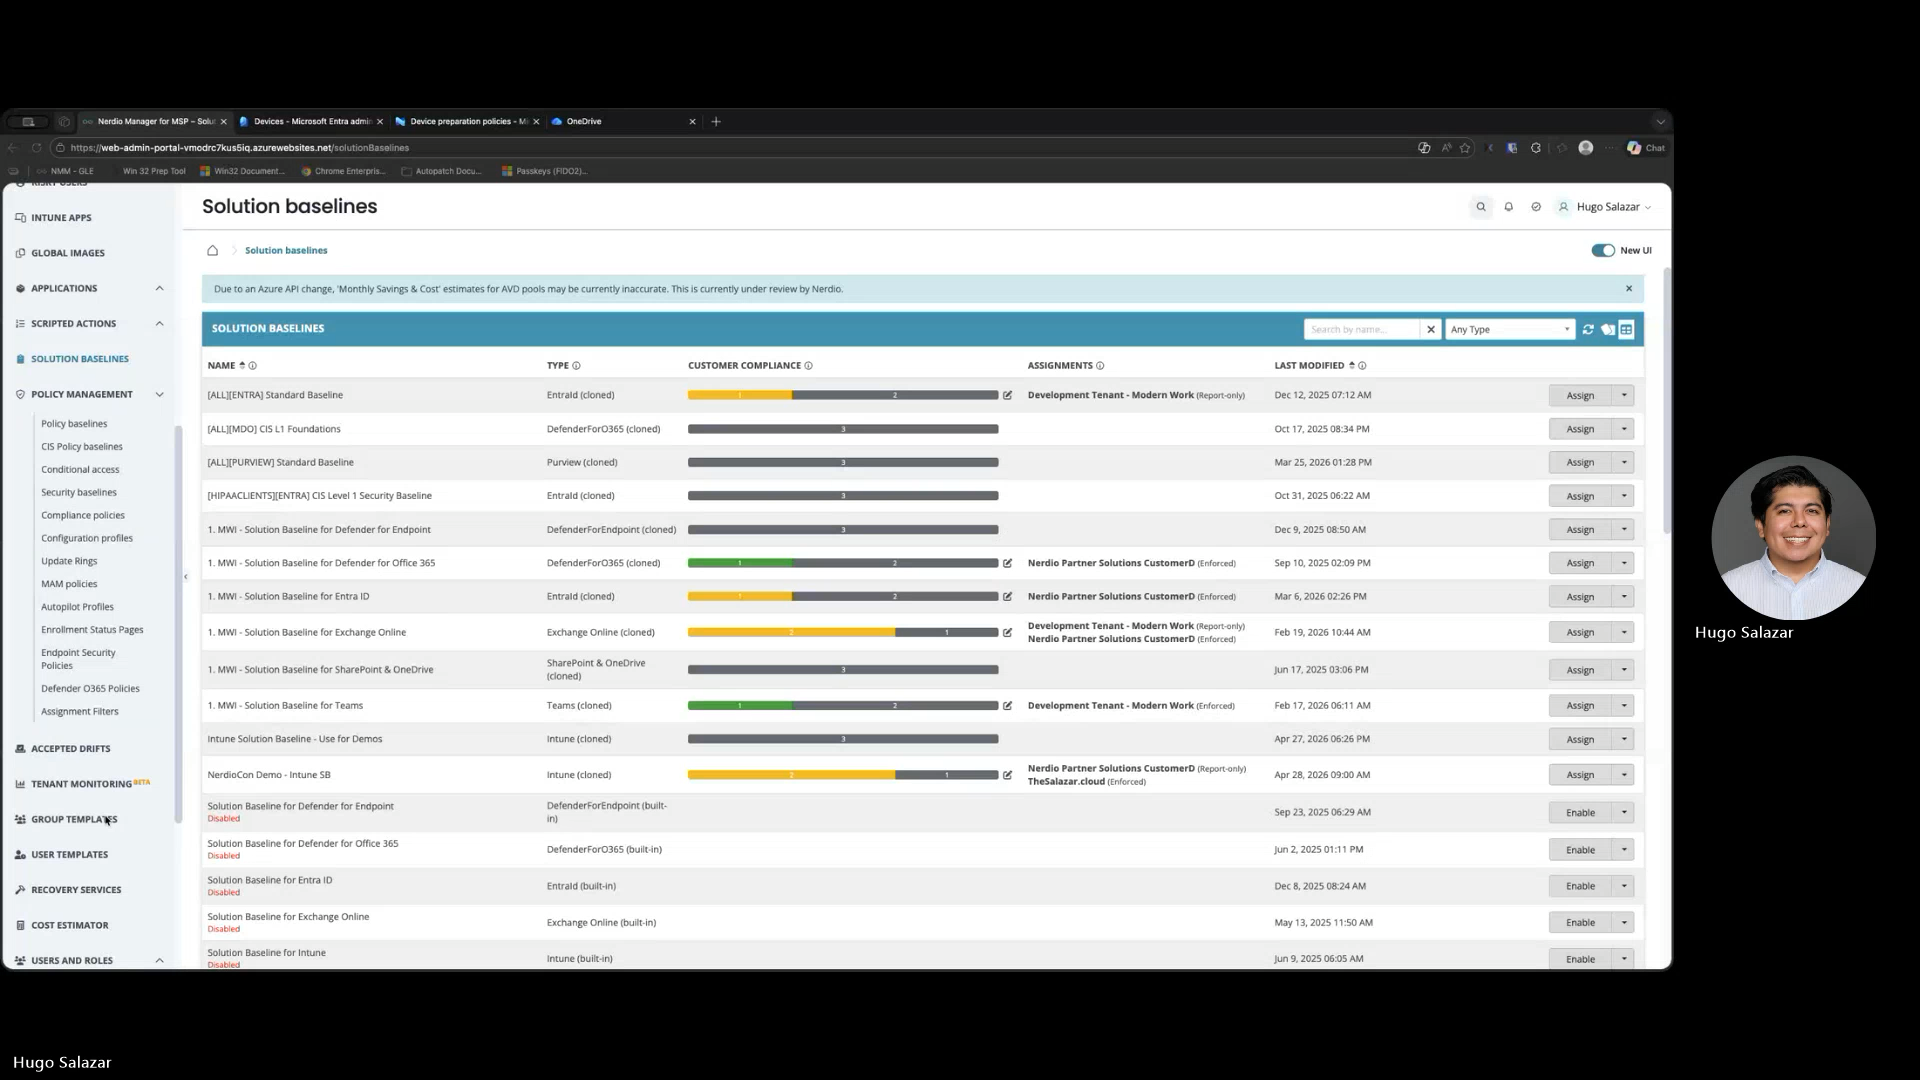 Nerdio Manager for MSP – Solu
Devices - Microsoft Entra admin
Device preparation policies - Mi
OneDrive
https://web-admin-portal-vmodrc7kus5iq.azurewebsites.net/solutionBaselines
Chat
NMM - GLE
Win 32 Prep Tool
Win32 Document...
Chrome Enterpris...
Autopatch Docu...
Passkeys (FIDO2)...
RISKY USERS
INTUNE APPS
GLOBAL IMAGES
APPLICATIONS
SCRIPTED ACTIONS
SOLUTION BASELINES
POLICY MANAGEMENT
Policy baselines
CIS Policy baselines
Conditional access
Security baselines
Compliance policies
Configuration profiles
Update Rings
MAM policies
Autopilot Profiles
Enrollment Status Pages
Endpoint Security
Policies
Defender O365 Policies
Assignment Filters
ACCEPTED DRIFTS
TENANT MONITORING BETA
GROUP TEMPLATES
USER TEMPLATES
RECOVERY SERVICES
COST ESTIMATOR
USERS AND ROLES
Solution baselines
Hugo Salazar
Solution baselines
New UI
Due to an Azure API change, 'Monthly Savings & Cost' estimates for AVD pools may be currently inaccurate. This is currently under review by Nerdio.
SOLUTION BASELINES
Search by name...
Any Type
NAME TYPE CUSTOMER COMPLIANCE ASSIGNMENTS LAST MODIFIED
[ALL][ENTRA] Standard Baseline EntraId (cloned) 1 2 Development Tenant - Modern Work (Report-only) Dec 12, 2025 07:12 AM Assign
[ALL][MDO] CIS L1 Foundations DefenderForO365 (cloned) 3 Oct 17, 2025 08:34 PM Assign
[ALL][PURVIEW] Standard Baseline Purview (cloned) 3 Mar 25, 2026 01:28 PM Assign
[HIPAACLIENTS][ENTRA] CIS Level 1 Security Baseline EntraId (cloned) 3 Oct 31, 2025 06:22 AM Assign
1. MWI - Solution Baseline for Defender for Endpoint DefenderForEndpoint (cloned) 3 Dec 9, 2025 08:50 AM Assign
1. MWI - Solution Baseline for Defender for Office 365 DefenderForO365 (cloned) 1 2 Nerdio Partner Solutions CustomerD (Enforced) Sep 10, 2025 02:09 PM Assign
1. MWI - Solution Baseline for Entra ID EntraId (cloned) 1 2 Nerdio Partner Solutions CustomerD (Enforced) Mar 6, 2026 02:26 PM Assign
1. MWI - Solution Baseline for Exchange Online Exchange Online (cloned) 2 1 Development Tenant - Modern Work (Report-only) Feb 19, 2026 10:44 AM Assign
Nerdio Partner Solutions CustomerD (Enforced)
1. MWI - Solution Baseline for SharePoint & OneDrive SharePoint & OneDrive 3 Jun 17, 2025 03:06 PM Assign
(cloned)
1. MWI - Solution Baseline for Teams Teams (cloned) 1 2 Development Tenant - Modern Work (Enforced) Feb 17, 2026 06:11 AM Assign
Intune Solution Baseline - Use for Demos Intune (cloned) 3 Apr 27, 2026 06:26 PM Assign
NerdioCon Demo - Intune SB Intune (cloned) 2 1 Nerdio Partner Solutions CustomerD (Report-only) Apr 28, 2026 09:00 AM Assign
TheSalazar.cloud (Enforced)
Solution Baseline for Defender for Endpoint DefenderForEndpoint (built- Sep 23, 2025 06:29 AM Enable
Disabled in)
Solution Baseline for Defender for Office 365 DefenderForO365 (built-in) Jun 2, 2025 01:11 PM Enable
Disabled
Solution Baseline for Entra ID EntraId (built-in) Dec 8, 2025 08:24 AM Enable
Disabled
Solution Baseline for Exchange Online Exchange Online (built-in) May 13, 2025 11:50 AM Enable
Disabled
Solution Baseline for Intune Intune (built-in) Jun 9, 2025 06:05 AM Enable
Disabled
Hugo Salazar
Hugo Salazar